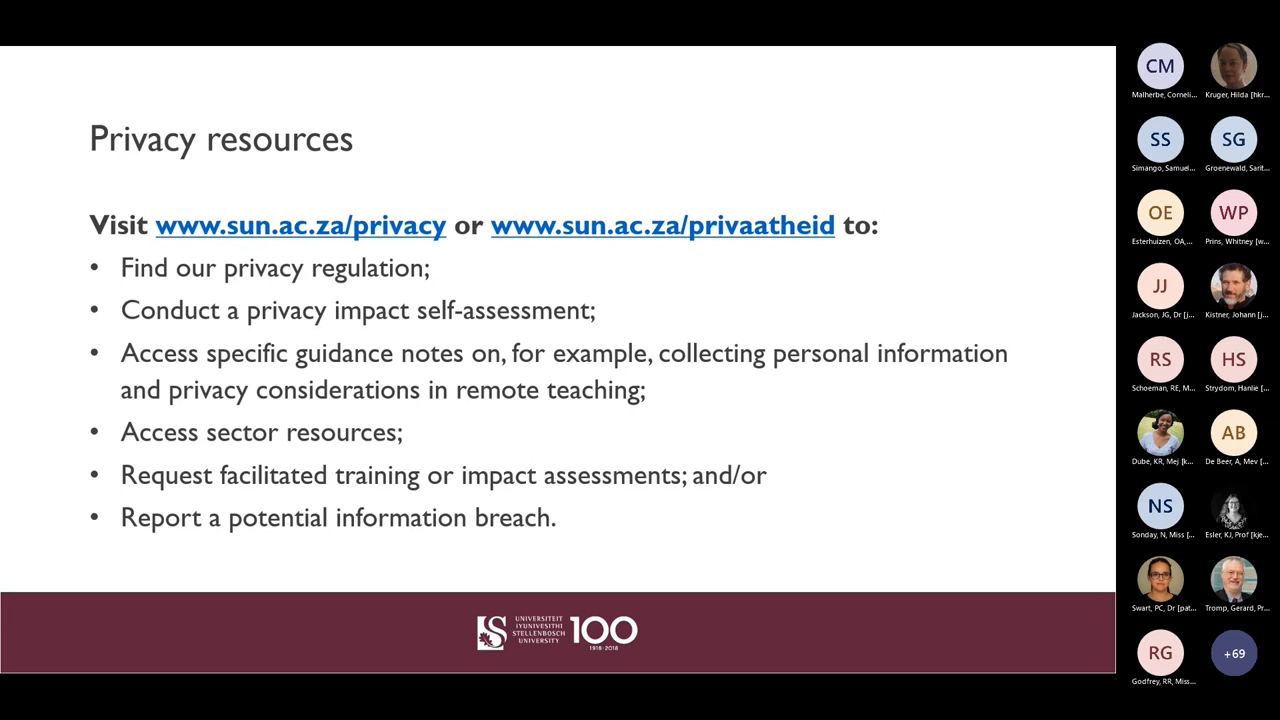 Privacy resources
Visit www.sun.ac.za/privacy or www.sun.ac.za/privaatheid to:
• Find our privacy regulation;
• Conduct a privacy impact self-assessment;
• Access specific guidance notes on, for example, collecting personal information
and privacy considerations in remote teaching;
• Access sector resources;
• Request facilitated training or impact assessments; and/or
• Report a potential information breach.
UNIVERSITEIT
IYUNIVESITHI
STELLENBOSCH
UNIVERSITY
100
1918·2018
CM
Malherbe, Corneli...
Kruger, Hilda [hkr...
SS
SG
Simango, Samuel...
Groenewald, Sarit...
OE
WP
Esterhuizen, OA,...
Prins, Whitney [w...
JJ
Jackson, JG, Dr [j...
Kistner, Johann [j...
RS
HS
Schoeman, RE, M...
Strydom, Hanlie [...
AB
Dube, KR, Mej [k...
De Beer, A, Mev [...
NS
Sonday, N, Miss [...
Esler, KJ, Prof [kje...
Swart, PC, Dr [pat...
Tromp, Gerard, Pr...
RG
+69
Godfrey, RR, Miss...